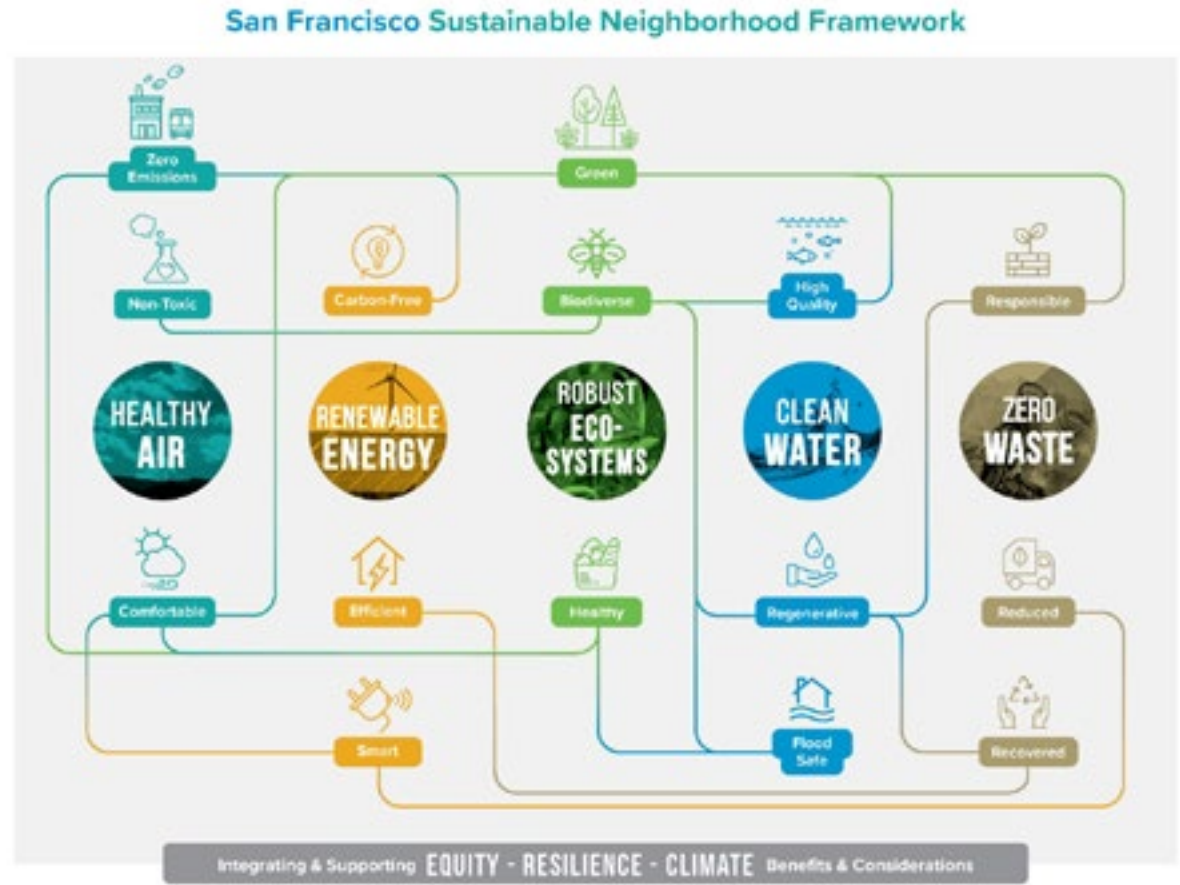 San Francisco Sustainable Neighborhood Framework
Zero
Emissions
Green
Non-Toxic
Carbon-Free
Biodiverse
High
Quality
Responsible
HEALTHY
AIR
RENEWABLE
ENERGY
ROBUST
ECO-
SYSTEMS
CLEAN
WATER
ZERO
WASTE
Comfortable
Efficient
Healthy
Regenerative
Reduced
Smart
Flood
Safe
Recovered
Integrating & Supporting EQUITY - RESILIENCE - CLIMATE Benefits & Considerations